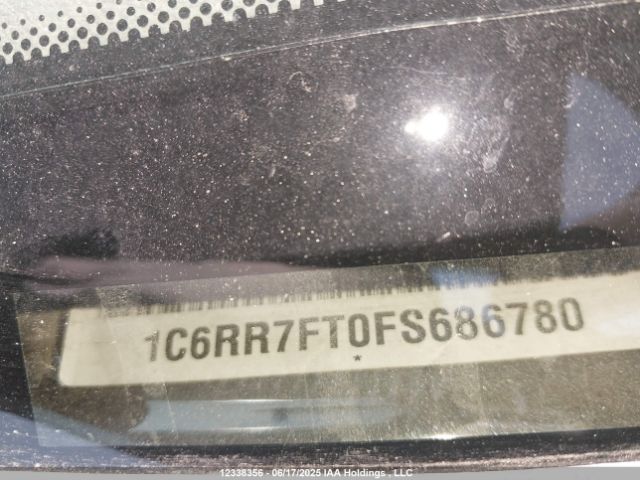 1C6RR7FT0FS686780
*
12338356 - 06/17/2025 IAA Holdings , LLC